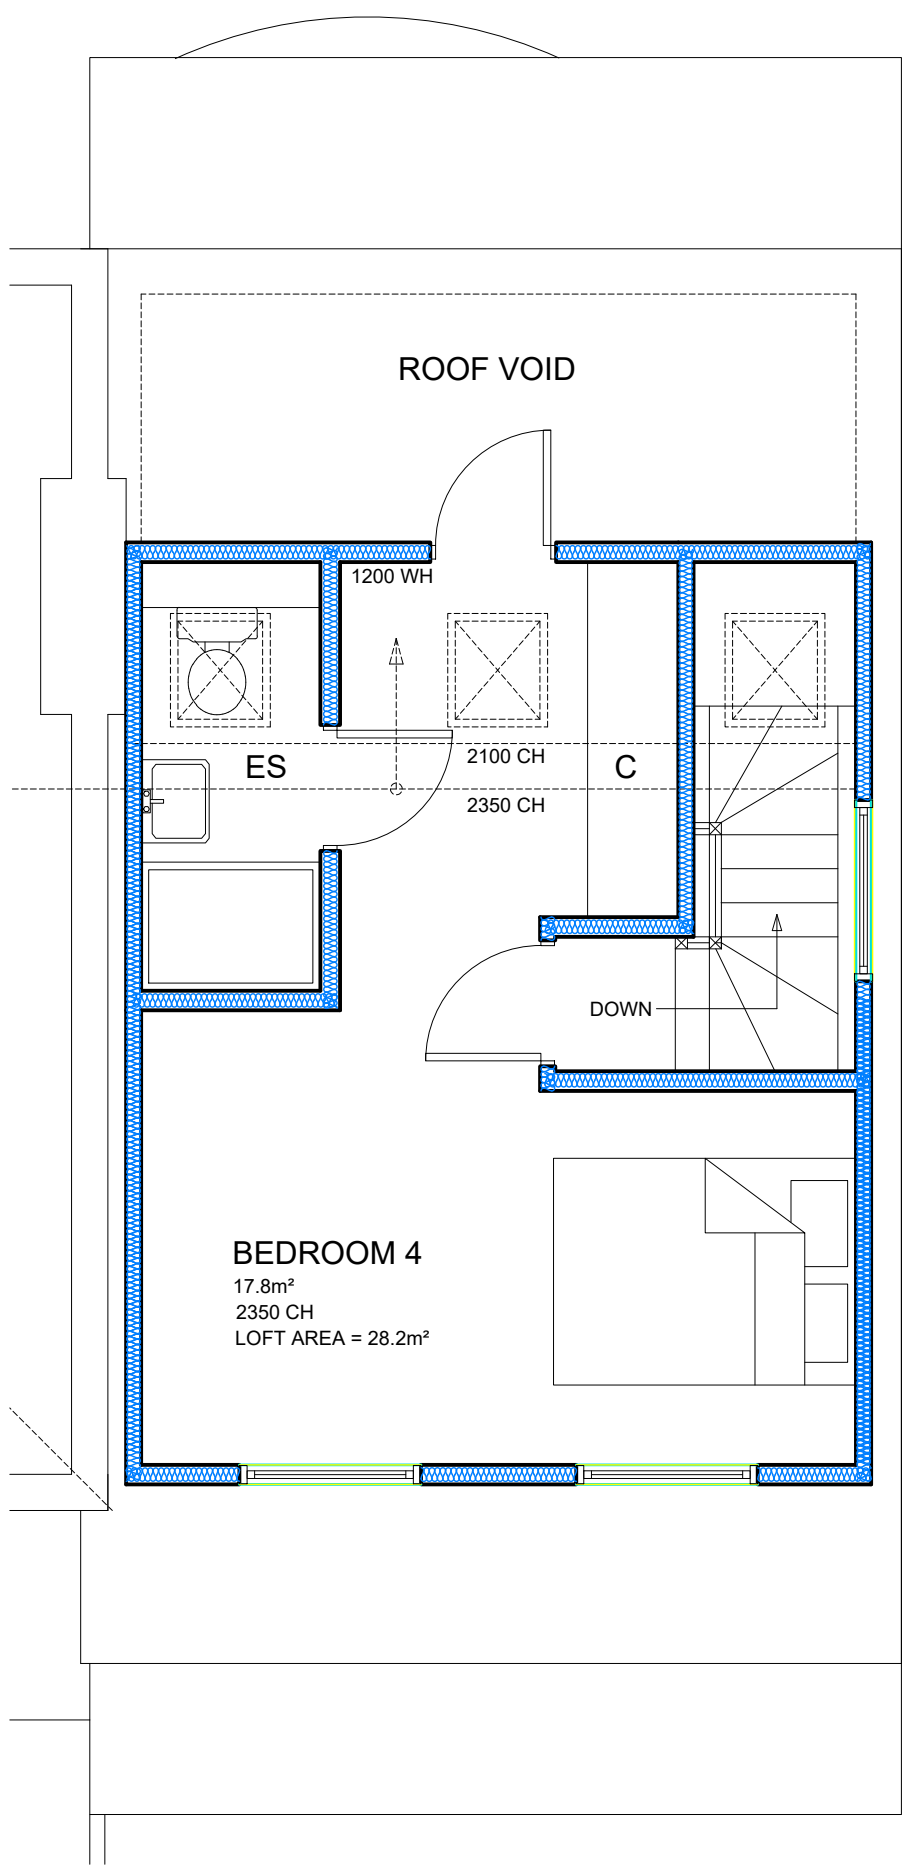 ROOF VOID
1200 WH
2100 CH
ES
C
2350 CH
DOWN
BEDROOM 4
17.8m²
2350 CH
LOFT AREA = 28.2m²